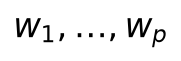 w₁, ..., wₚ